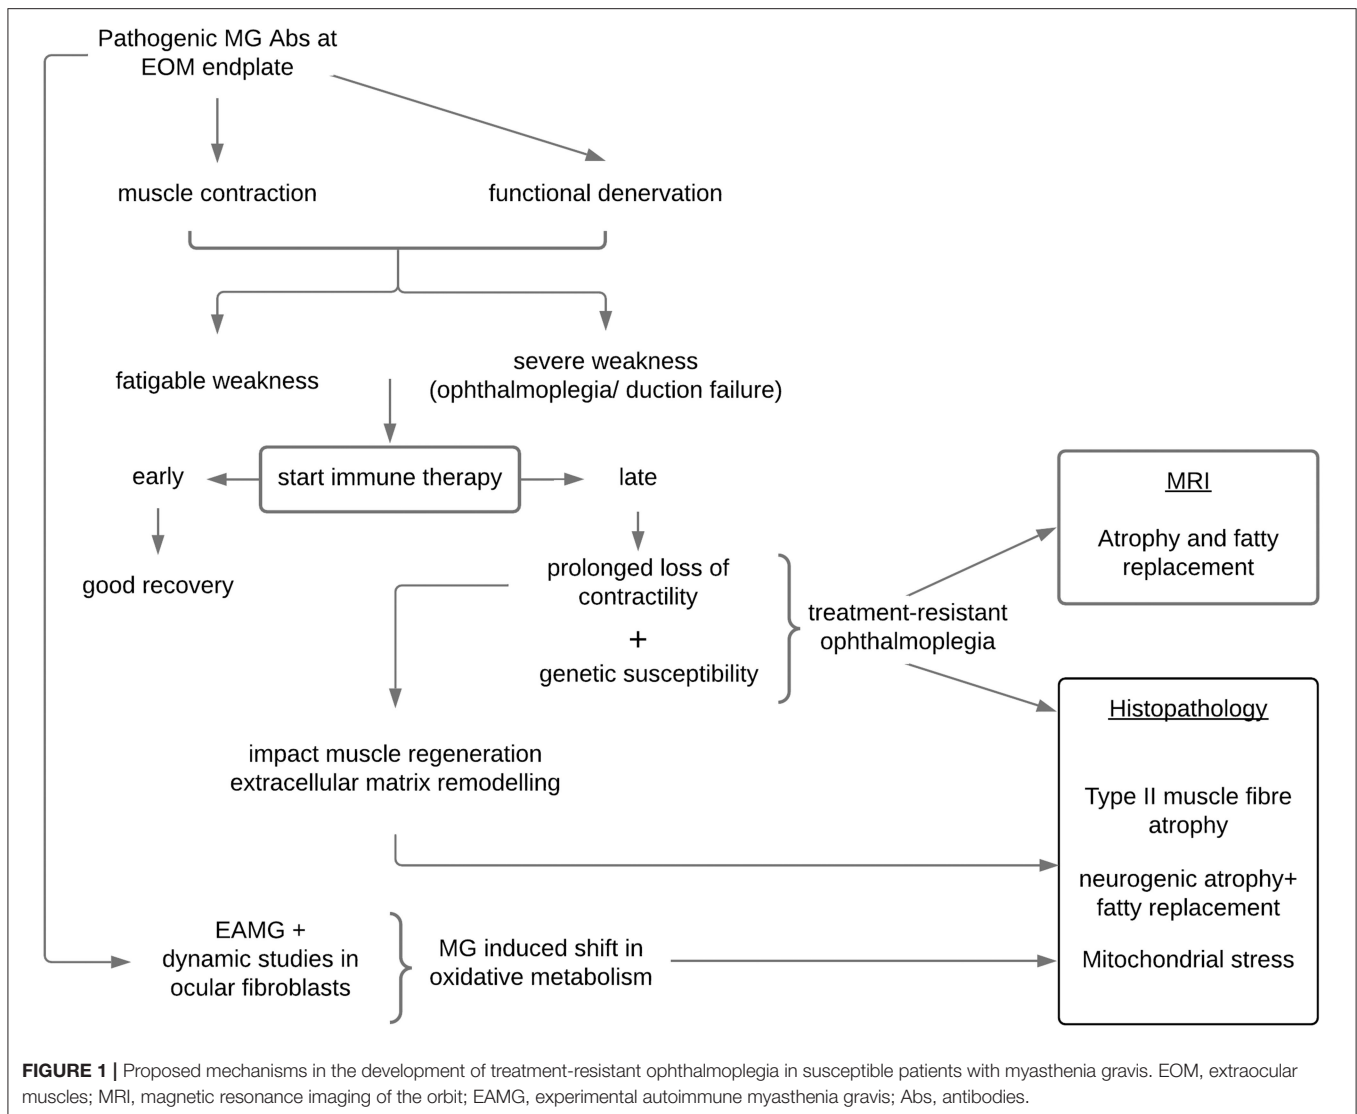 Pathogenic MG Abs at
EOM endplate
muscle contraction
functional denervation
fatigable weakness
severe weakness
(ophthalmoplegia/ duction failure)
early
start immune therapy
late
good recovery
prolonged loss of
contractility
+
genetic susceptibility
treatment-resistant
ophthalmoplegia
MRI
Atrophy and fatty
replacement
impact muscle regeneration
extracellular matrix remodelling
Histopathology
Type II muscle fibre
atrophy
neurogenic atrophy+
fatty replacement
Mitochondrial stress
EAMG +
dynamic studies in
ocular fibroblasts
MG induced shift in
oxidative metabolism
FIGURE 1 | Proposed mechanisms in the development of treatment-resistant ophthalmoplegia in susceptible patients with myasthenia gravis. EOM, extraocular
muscles; MRI, magnetic resonance imaging of the orbit; EAMG, experimental autoimmune myasthenia gravis; Abs, antibodies.